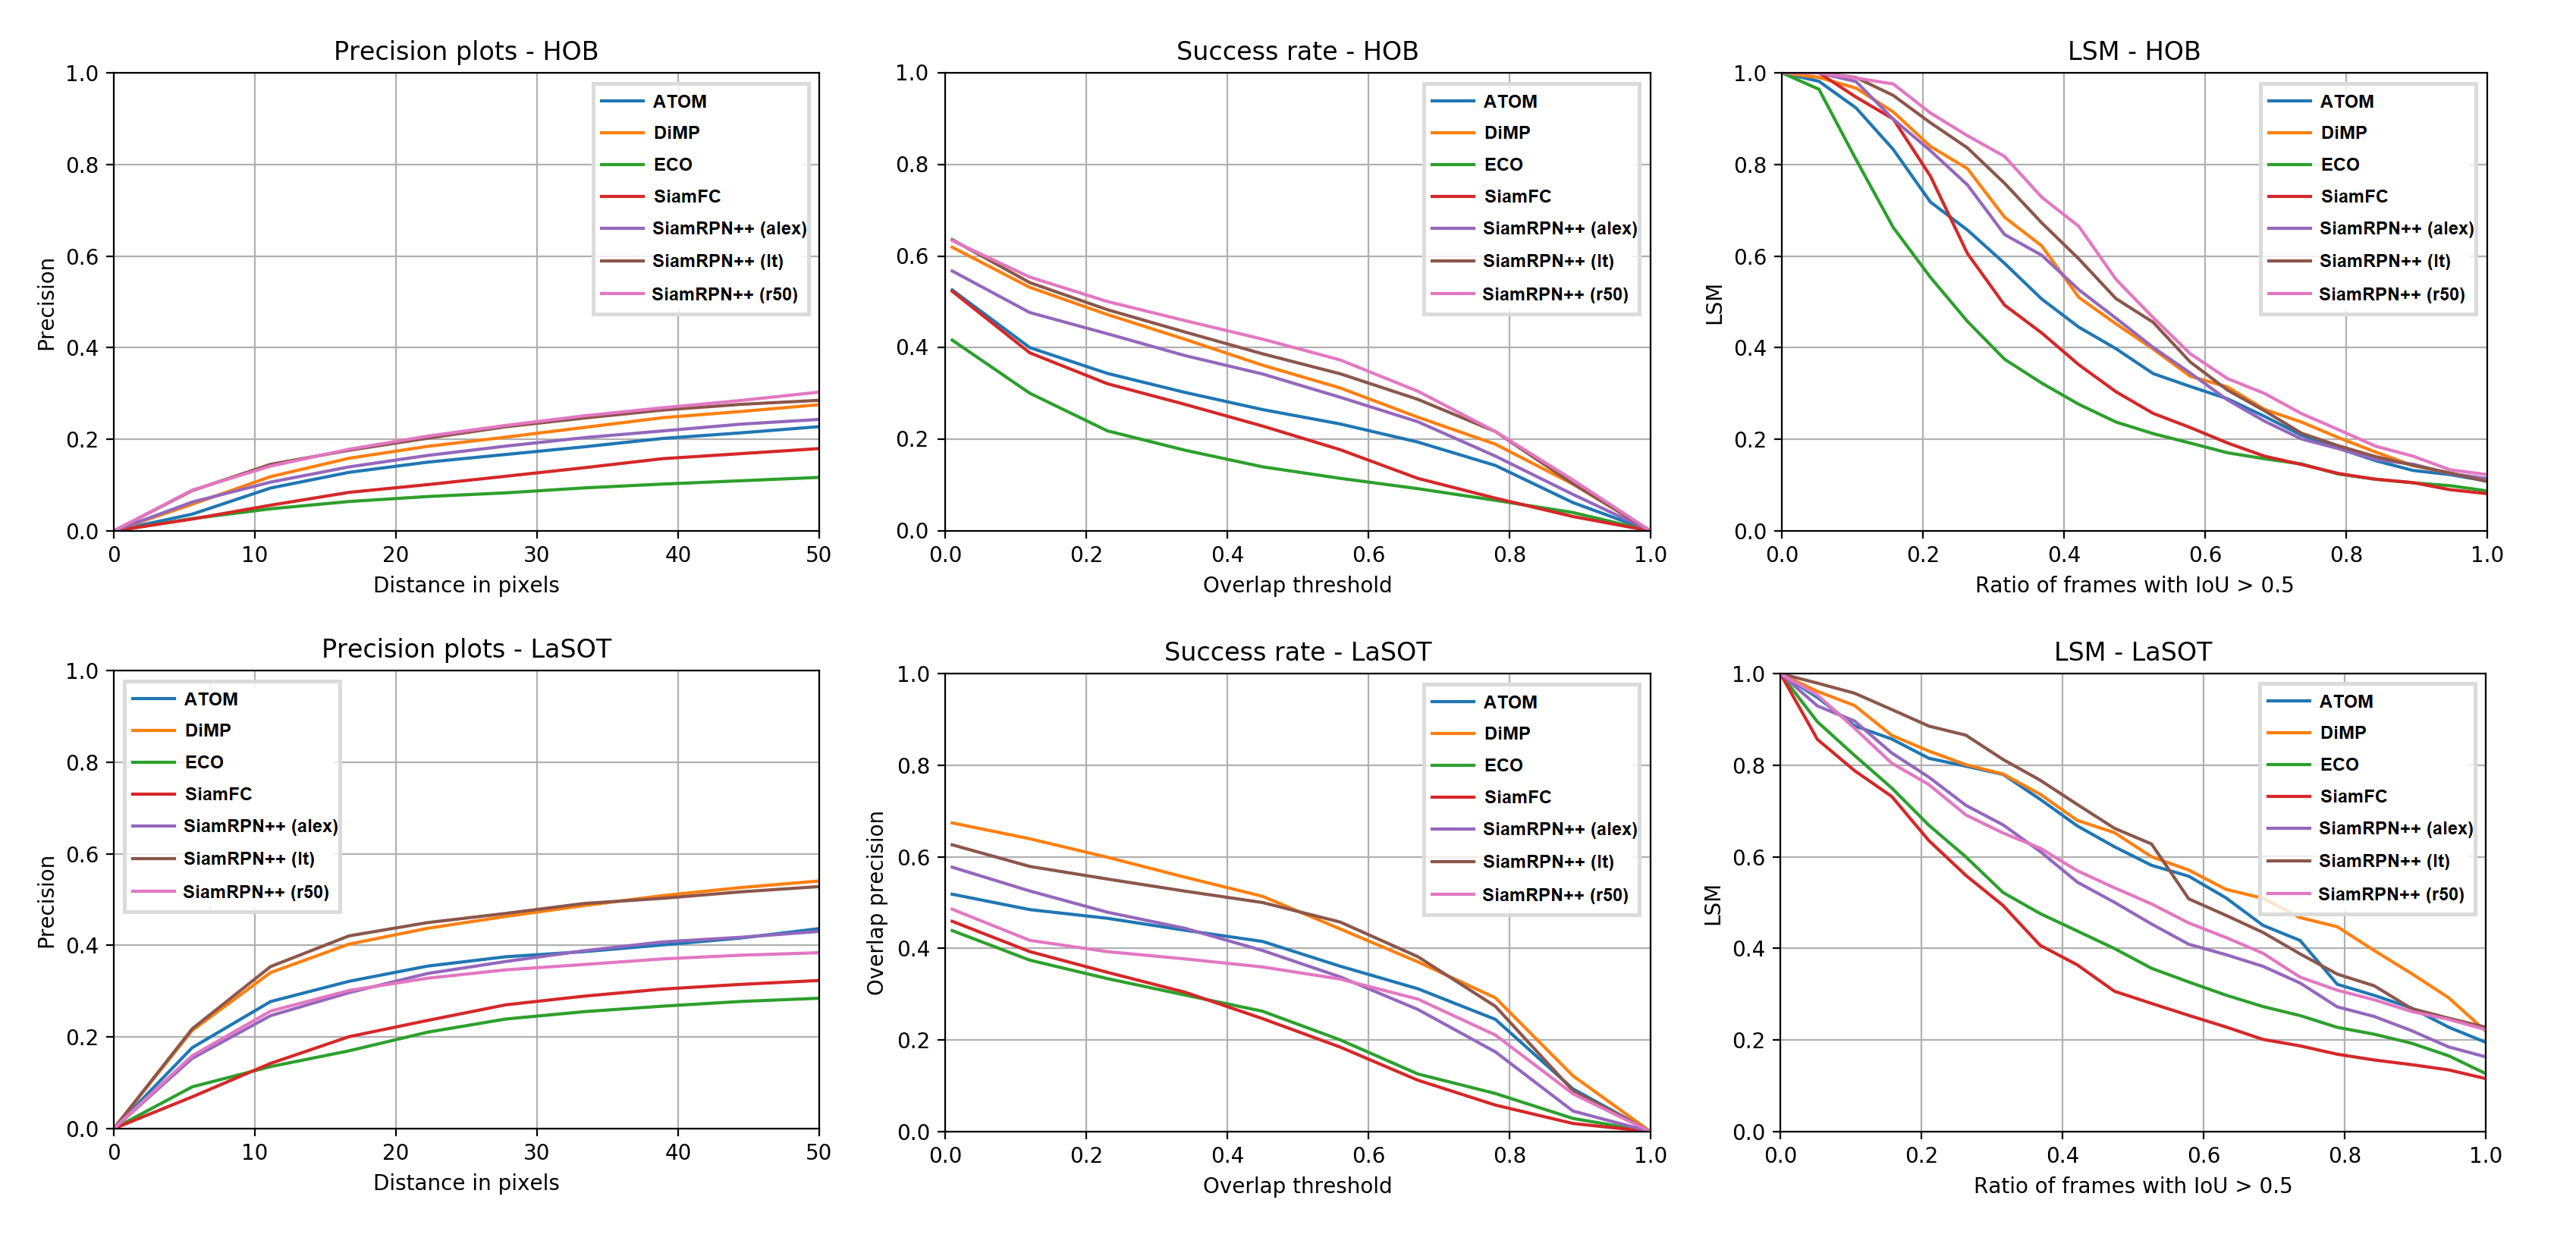 Precision plots - HOB
1.0
0.8
0.6
0.4
0.2
0.0
Precision
ATOM
DiMP
ECO
SiamFC
SiamRPN++ (alex)
SiamRPN++ (lt)
SiamRPN++ (r50)
0 10 20 30 40 50
Distance in pixels
Success rate - HOB
1.0
0.8
0.6
0.4
0.2
0.0
ATOM
DiMP
ECO
SiamFC
SiamRPN++ (alex)
SiamRPN++ (lt)
SiamRPN++ (r50)
0.0 0.2 0.4 0.6 0.8 1.0
Overlap threshold
LSM - HOB
1.0
0.8
0.6
0.4
0.2
0.0
LSM
ATOM
DiMP
ECO
SiamFC
SiamRPN++ (alex)
SiamRPN++ (lt)
SiamRPN++ (r50)
0.0 0.2 0.4 0.6 0.8 1.0
Ratio of frames with IoU > 0.5
Precision plots - LaSOT
1.0
0.8
0.6
0.4
0.2
0.0
Precision
ATOM
DiMP
ECO
SiamFC
SiamRPN++ (alex)
SiamRPN++ (lt)
SiamRPN++ (r50)
0 10 20 30 40 50
Distance in pixels
Success rate - LaSOT
1.0
0.8
0.6
0.4
0.2
0.0
Overlap precision
ATOM
DiMP
ECO
SiamFC
SiamRPN++ (alex)
SiamRPN++ (lt)
SiamRPN++ (r50)
0.0 0.2 0.4 0.6 0.8 1.0
Overlap threshold
LSM - LaSOT
1.0
0.8
0.6
0.4
0.2
0.0
LSM
ATOM
DiMP
ECO
SiamFC
SiamRPN++ (alex)
SiamRPN++ (lt)
SiamRPN++ (r50)
0.0 0.2 0.4 0.6 0.8 1.0
Ratio of frames with IoU > 0.5